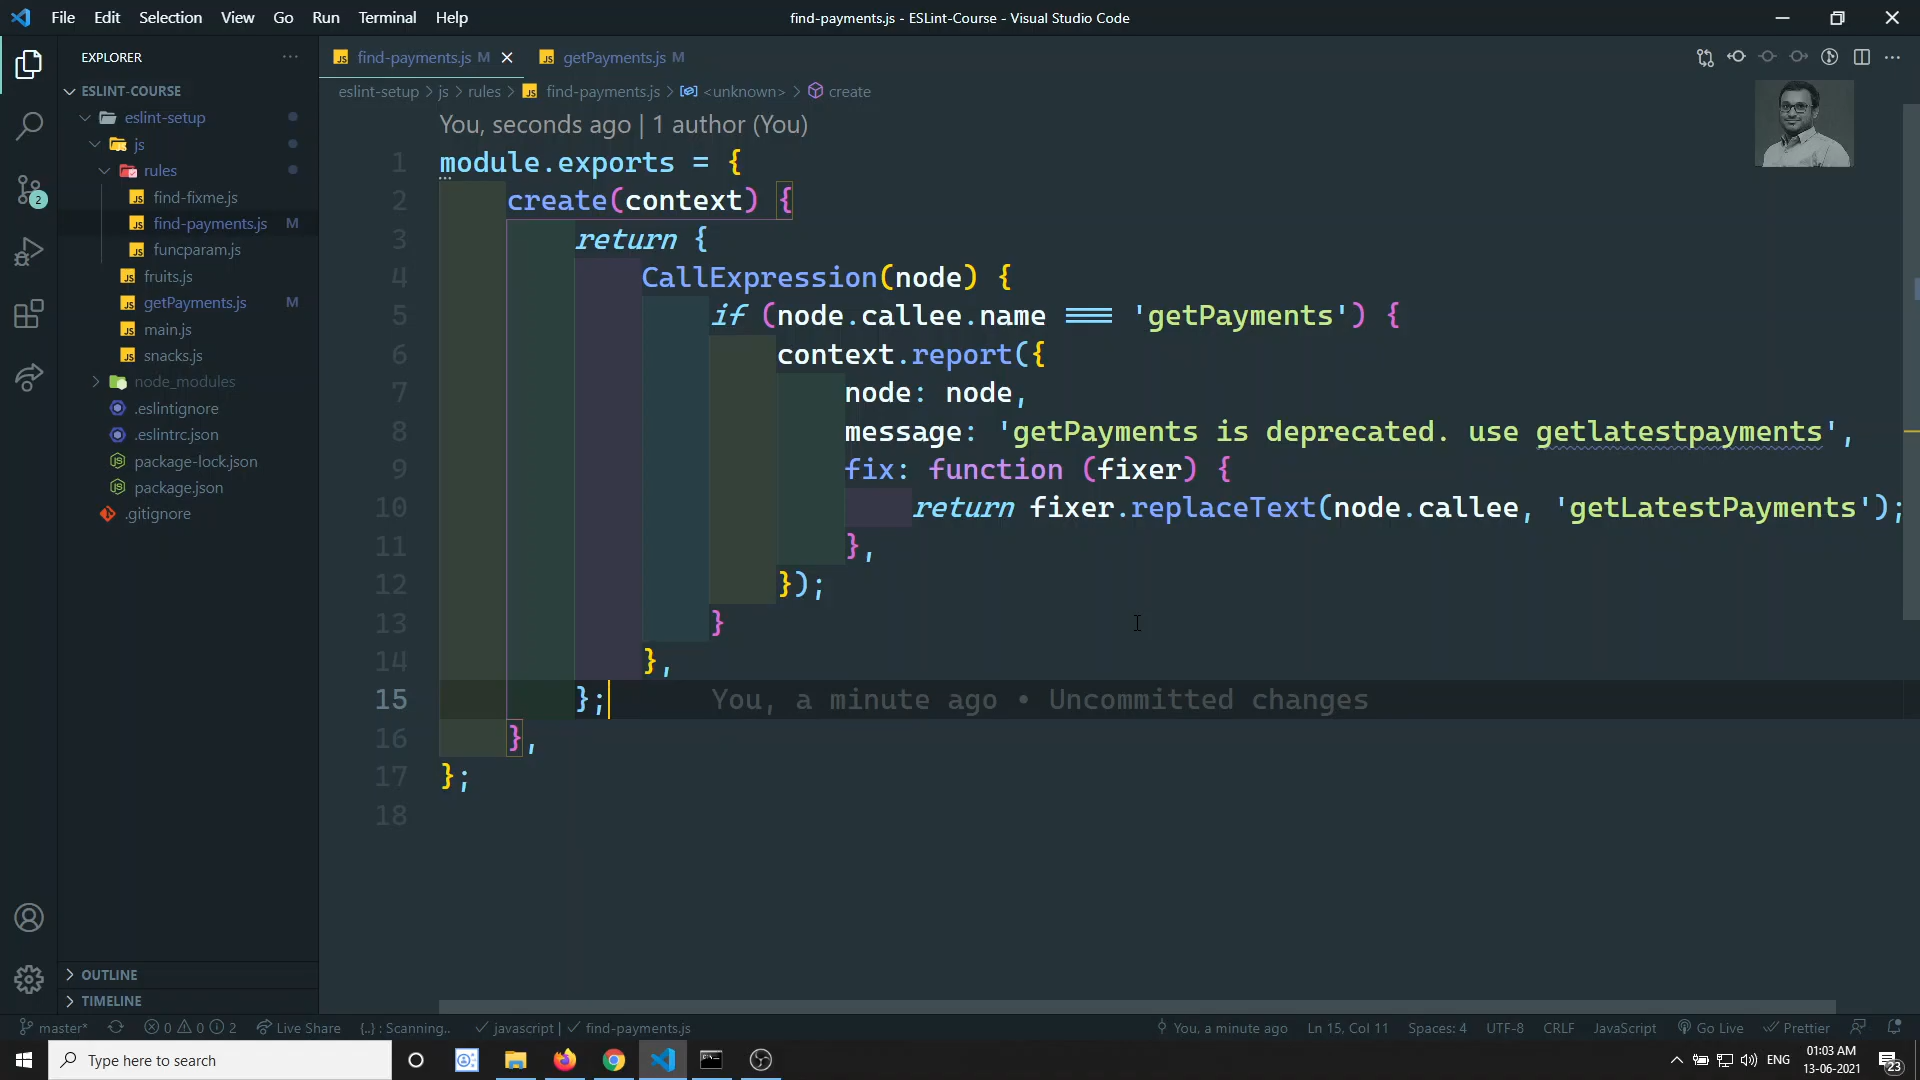 File Edit Selection View Go Run Terminal Help
find-payments.js - ESLint-Course - Visual Studio Code
EXPLORER
ESLINT-COURSE
eslint-setup
js
rules
find-fixme.js
find-payments.js M
funcparam.js
fruits.js
getPayments.js M
main.js
snacks.js
node_modules
.eslintignore
.eslintrc.json
package-lock.json
package.json
.gitignore
OUTLINE
TIMELINE
2
find-payments.js M
getPayments.js M
eslint-setup > js > rules > find-payments.js > <unknown> > create
You, seconds ago | 1 author (You)
1 module.exports = {
2 create(context) {
3 return {
4 CallExpression(node) {
5 if (node.callee.name === 'getPayments') {
6 context.report({
7 node: node,
8 message: 'getPayments is deprecated. use getlatestpayments',
9 fix: function (fixer) {
10 return fixer.replaceText(node.callee, 'getLatestPayments');
11 },
12 });
13 }
14 },
15 }; You, a minute ago • Uncommitted changes
16 },
17 };
18
master* 0 0 2 Live Share {..} : Scanning.. javascript | find-payments.js You, a minute ago Ln 15, Col 11 Spaces: 4 UTF-8 CRLF JavaScript Go Live Prettier
Type here to search
ENG
01:03 AM
13-06-2021
23